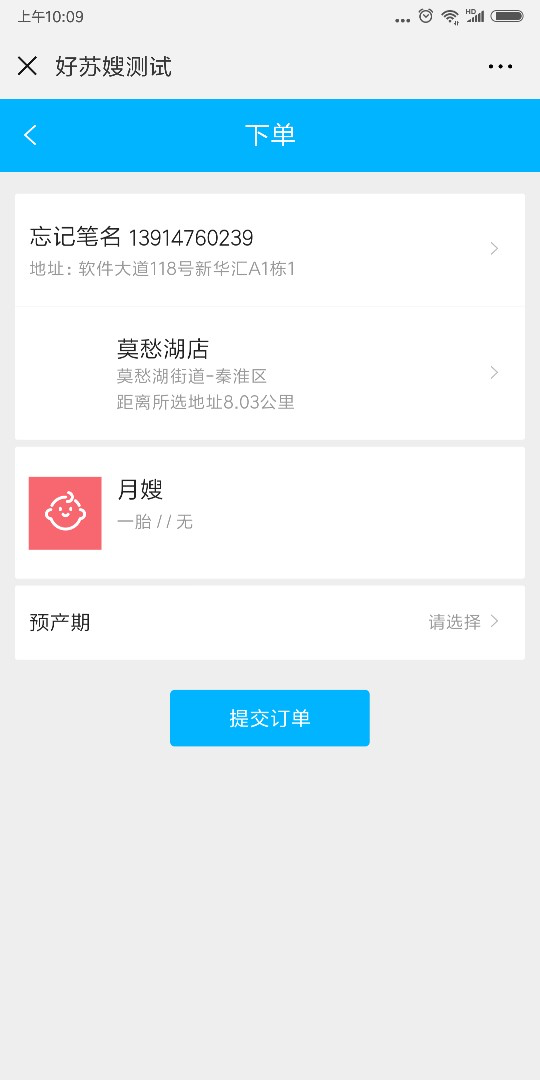 上午10:09
HD
好苏嫂测试
下单
忘记笔名 13914760239
地址: 软件大道118号新华汇A1栋1
莫愁湖店
莫愁湖街道-秦淮区
距离所选地址8.03公里
月嫂
一胎 / / 无
预产期
请选择
提交订单